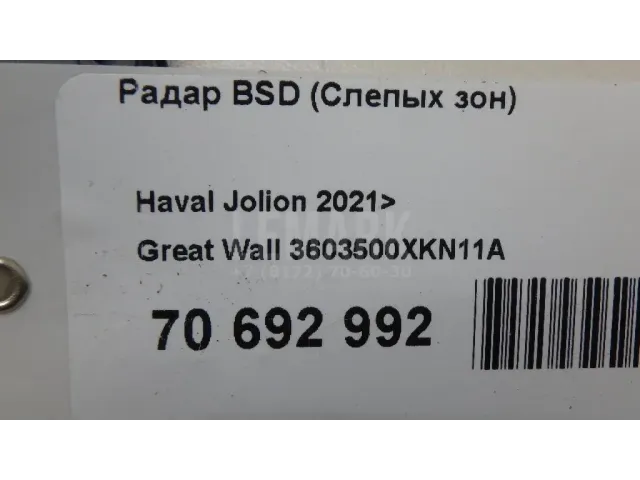 Радар BSD (Слепых зон)
Haval Jolion 2021>
Great Wall 3603500XKN11A
70 692 992